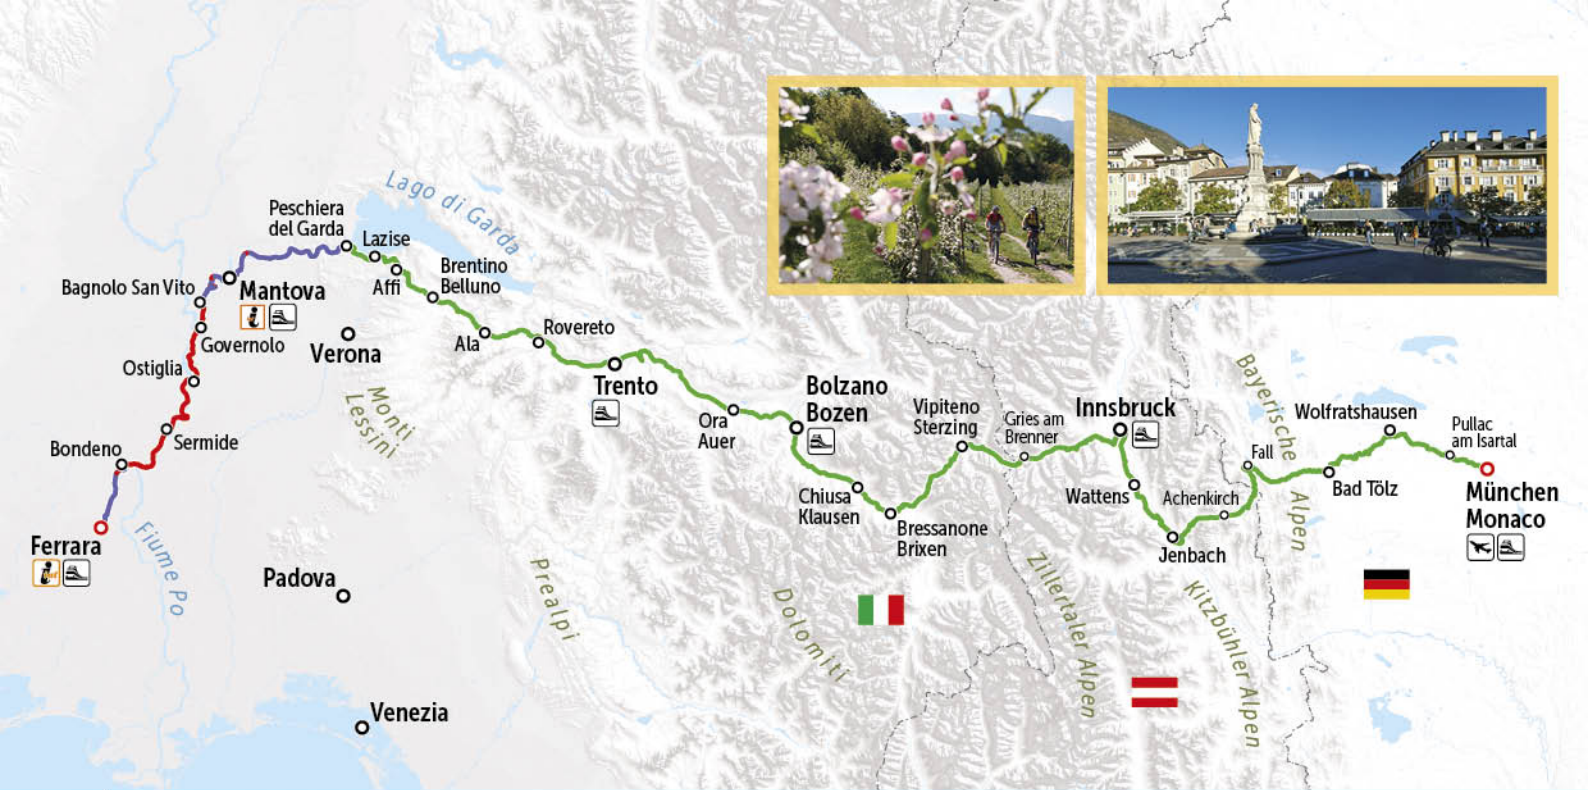 Lago di Garda
Peschiera
del Garda
Lazise
Affi
Brentino
Belluno
Bagnolo San Vito
Mantova
Governolo
Verona
Ostiglia
Sermide
Bondeno
Ferrara
Fiume Po
Monti
Lessini
Ala
Rovereto
Trento
Ora
Auer
Bolzano
Bozen
Chiusa
Klausen
Bressanone
Brixen
Vipiteno
Sterzing
Gries am
Brenner
Innsbruck
Wattens
Jenbach
Achenkirch
Fall
Bayerische
Alpen
Bad Tölz
Wolfratshausen
Pullac
am Isartal
München
Monaco
Padova
Venezia
Prealpi
Dolomiti
Zillertaler Alpen
Kitzbühler Alpen